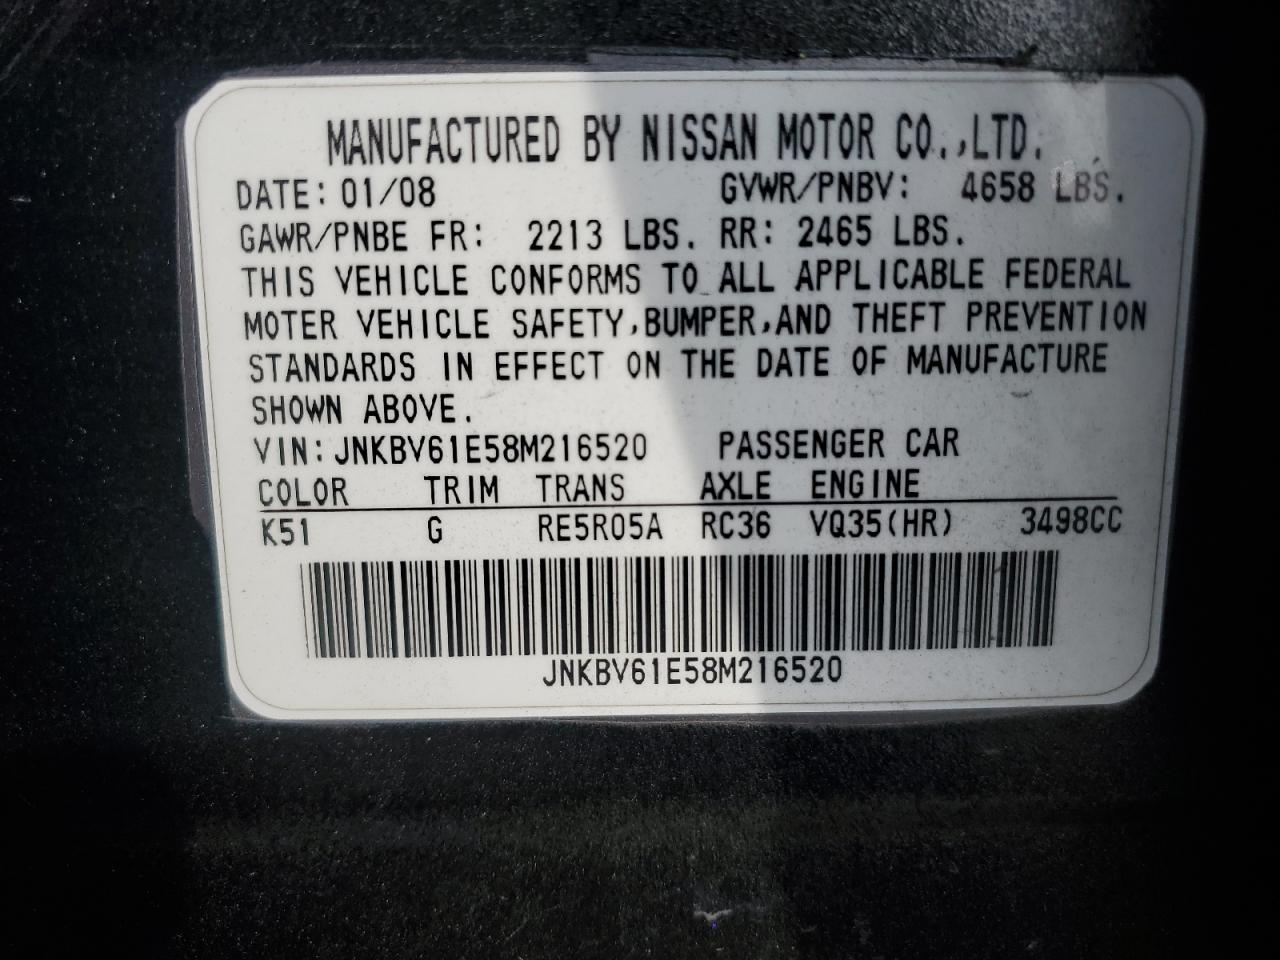 MANUFACTURED BY NISSAN MOTOR CO.,LTD.
DATE: 01/08 GVWR/PNBV: 4658 LBS.
GAWR/PNBE FR: 2213 LBS. RR: 2465 LBS.
THIS VEHICLE CONFORMS TO ALL APPLICABLE FEDERAL
MOTER VEHICLE SAFETY,BUMPER,AND THEFT PREVENTION
STANDARDS IN EFFECT ON THE DATE OF MANUFACTURE
SHOWN ABOVE.
VIN: JNKBV61E58M216520 PASSENGER CAR
COLOR TRIM TRANS AXLE ENGINE
K51 G RE5R05A RC36 VQ35(HR) 3498CC
JNKBV61E58M216520